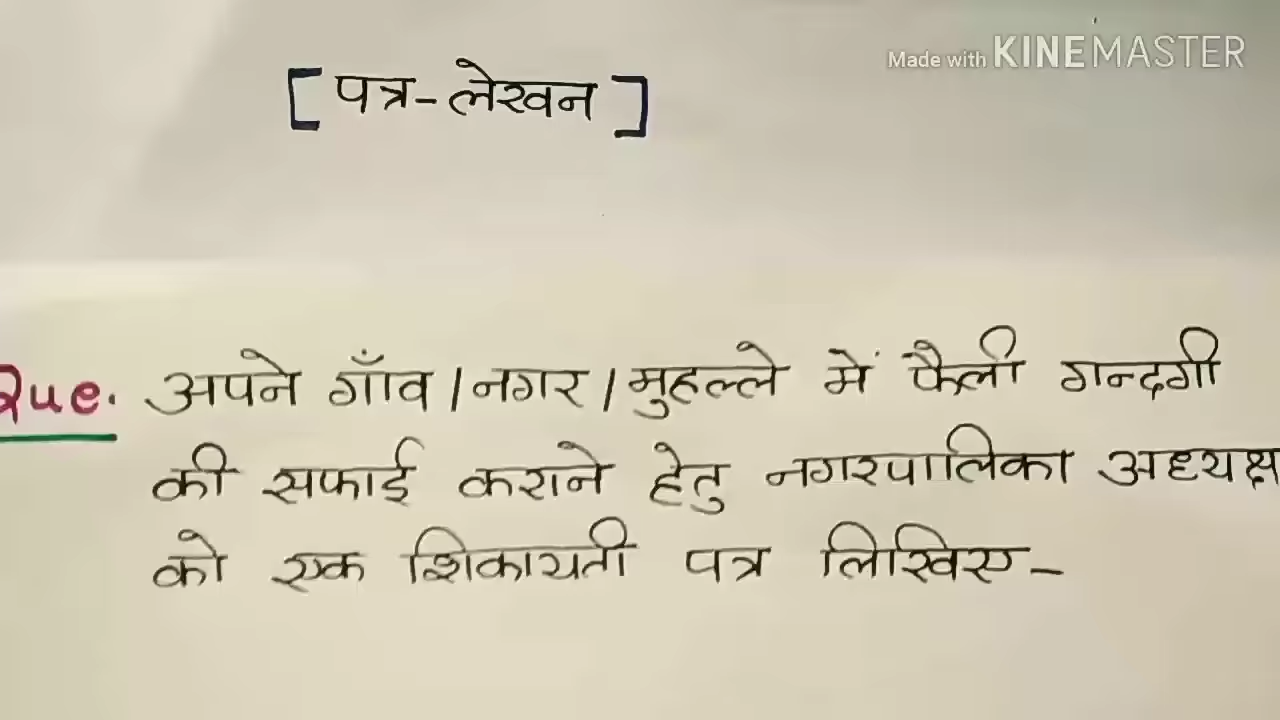 Made with KINEMASTER
[पत्र-लेखन]
Que. अपने गाँव/नगर/मुहल्ले में फैली गन्दगी
की सफाई कराने हेतु नगरपालिका अध्यक्ष
को एक शिकायती पत्र लिखिए-